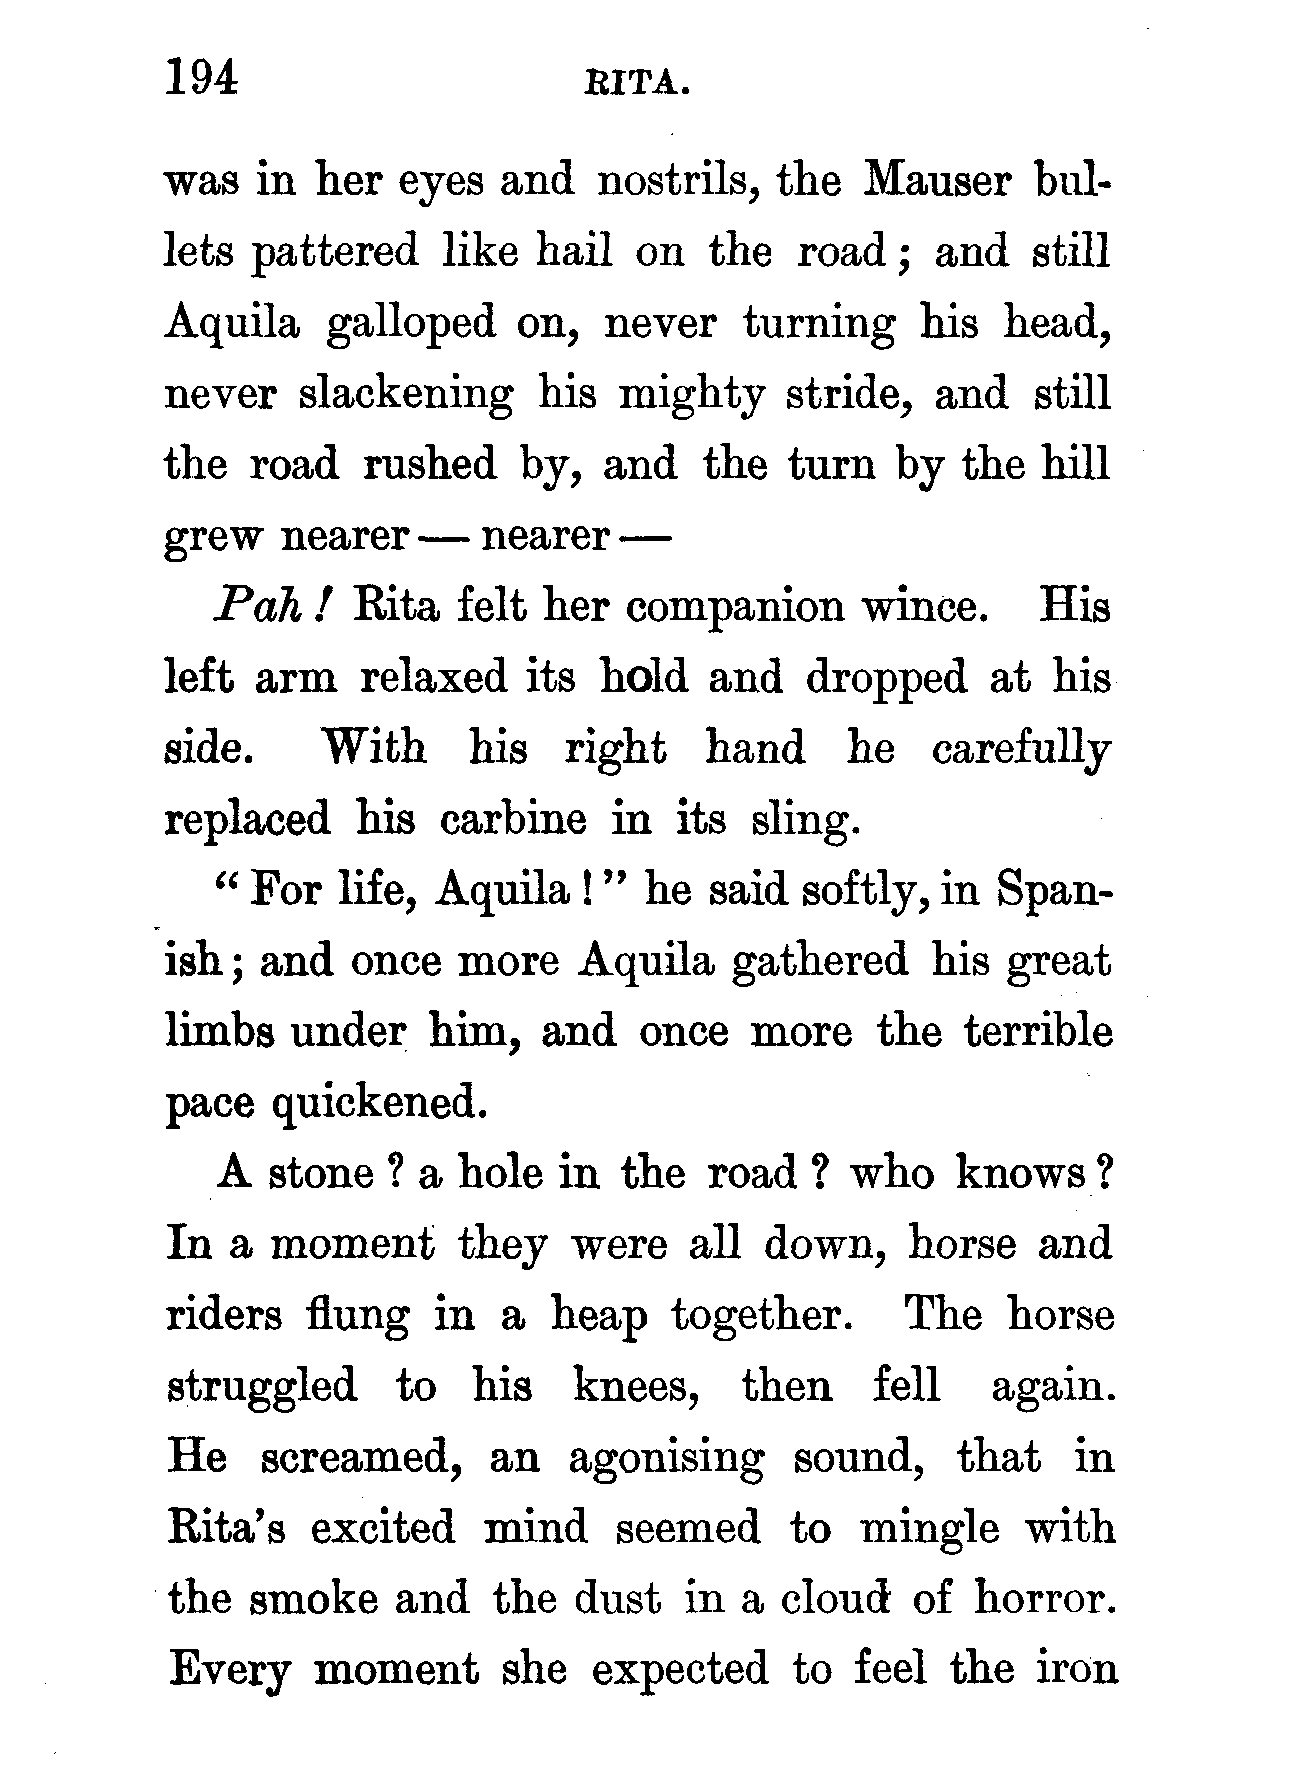 194 RITA.
was in her eyes and nostrils, the Mauser bul-
lets pattered like hail on the road ; and still
Aquila galloped on, never turning his head,
never slackening his mighty stride, and still
the road rushed by, and the turn by the hill
grew nearer — nearer —
Pah ! Rita felt her companion wince. His
left arm relaxed its hold and dropped at his
side. With his right hand he carefully
replaced his carbine in its sling.
“ For life, Aquila ! ” he said softly, in Span-
ish ; and once more Aquila gathered his great
limbs under him, and once more the terrible
pace quickened.
A stone ? a hole in the road ? who knows ?
In a moment they were all down, horse and
riders flung in a heap together. The horse
struggled to his knees, then fell again.
He screamed, an agonising sound, that in
Rita’s excited mind seemed to mingle with
the smoke and the dust in a cloud of horror.
Every moment she expected to feel the iron